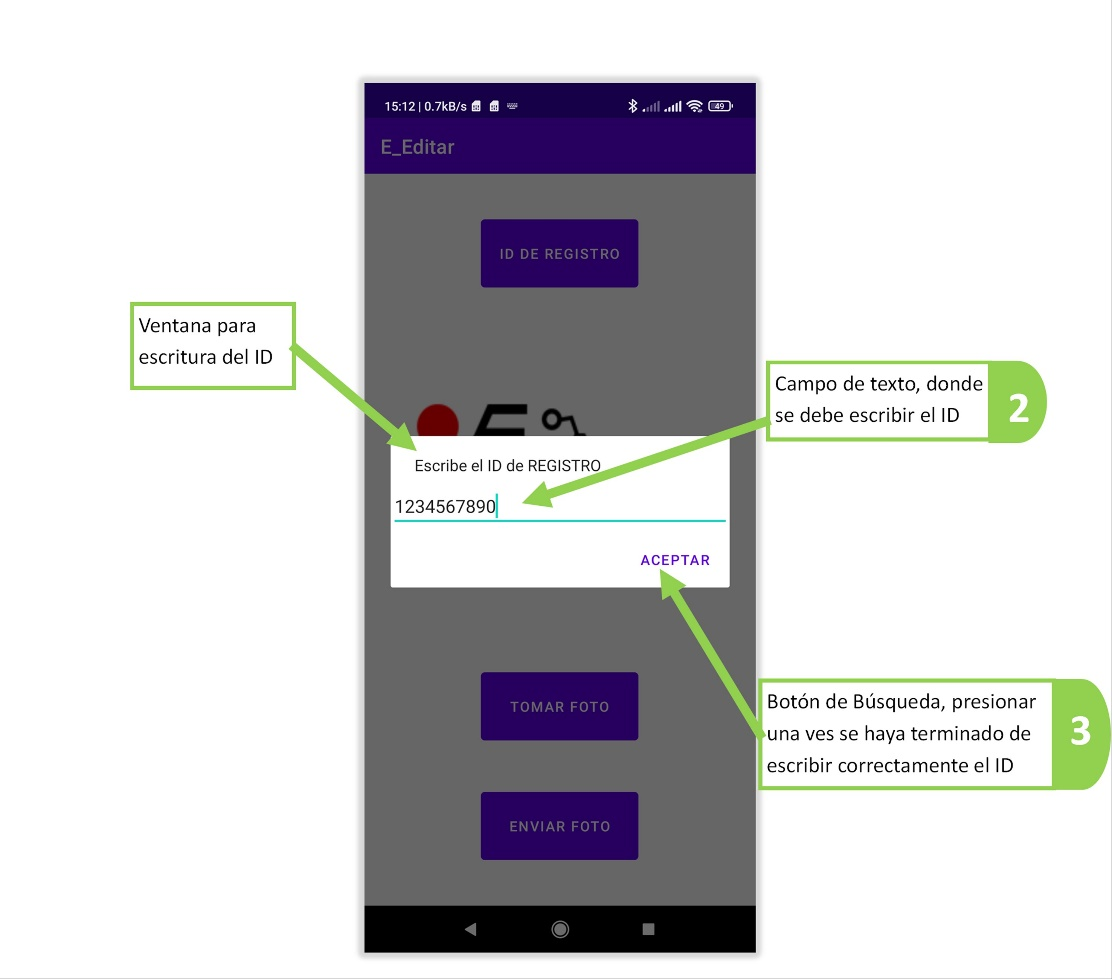 15:12 | 0.7kB/s
49
E_Editar
ID DE REGISTRO
Ventana para
escritura del ID
Campo de texto, donde
se debe escribir el ID
2
Escribe el ID de REGISTRO
1234567890
ACEPTAR
Botón de Búsqueda, presionar
una ves se haya terminado de
escribir correctamente el ID
3
TOMAR FOTO
ENVIAR FOTO